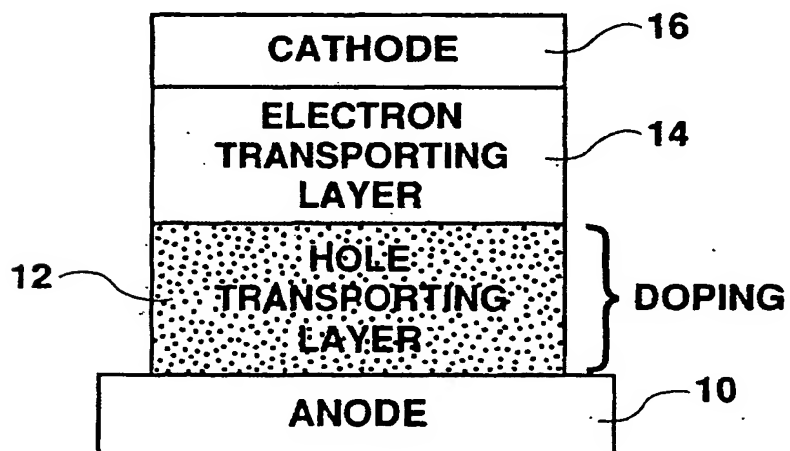 CATHODE
16
ELECTRON
TRANSPORTING
LAYER
14
12
HOLE
TRANSPORTING
LAYER
DOPING
ANODE
10